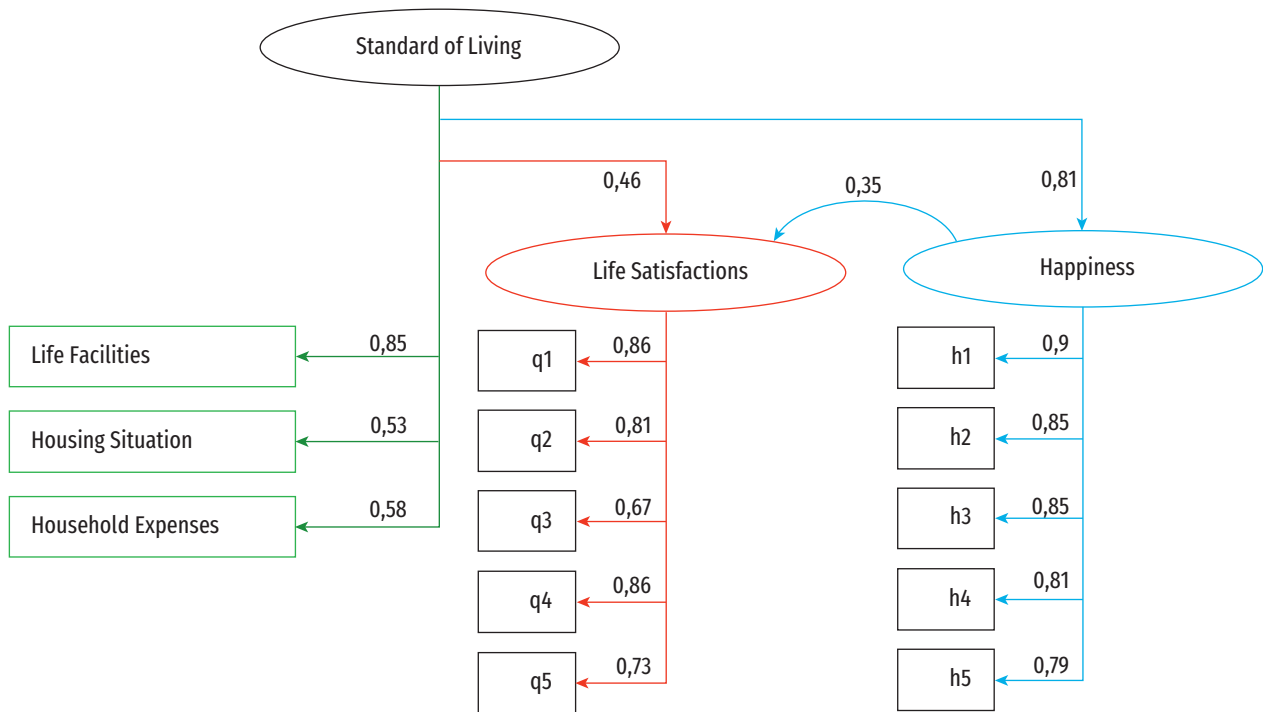 Standard of Living
0,46
0,35
0,81
Life Satisfactions
Happiness
Life Facilities
0,85
Housing Situation
0,53
Household Expenses
0,58
q1
0,86
q2
0,81
q3
0,67
q4
0,86
q5
0,73
h1
0,9
h2
0,85
h3
0,85
h4
0,81
h5
0,79